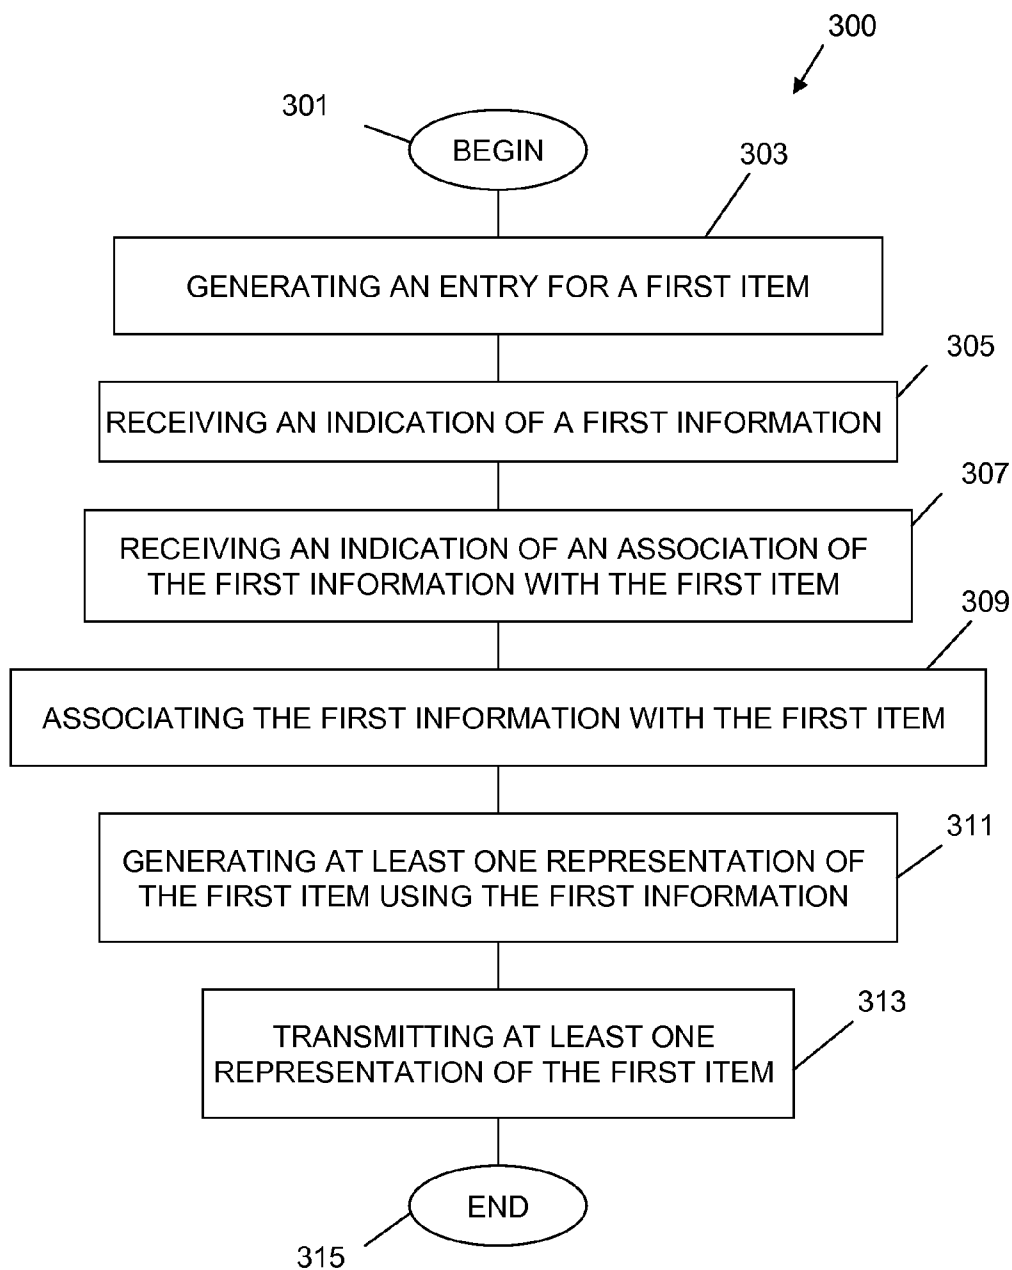 300
301
BEGIN
303
GENERATING AN ENTRY FOR A FIRST ITEM
305
RECEIVING AN INDICATION OF A FIRST INFORMATION
307
RECEIVING AN INDICATION OF AN ASSOCIATION OF
THE FIRST INFORMATION WITH THE FIRST ITEM
309
ASSOCIATING THE FIRST INFORMATION WITH THE FIRST ITEM
311
GENERATING AT LEAST ONE REPRESENTATION OF
THE FIRST ITEM USING THE FIRST INFORMATION
313
TRANSMITTING AT LEAST ONE
REPRESENTATION OF THE FIRST ITEM
END
315